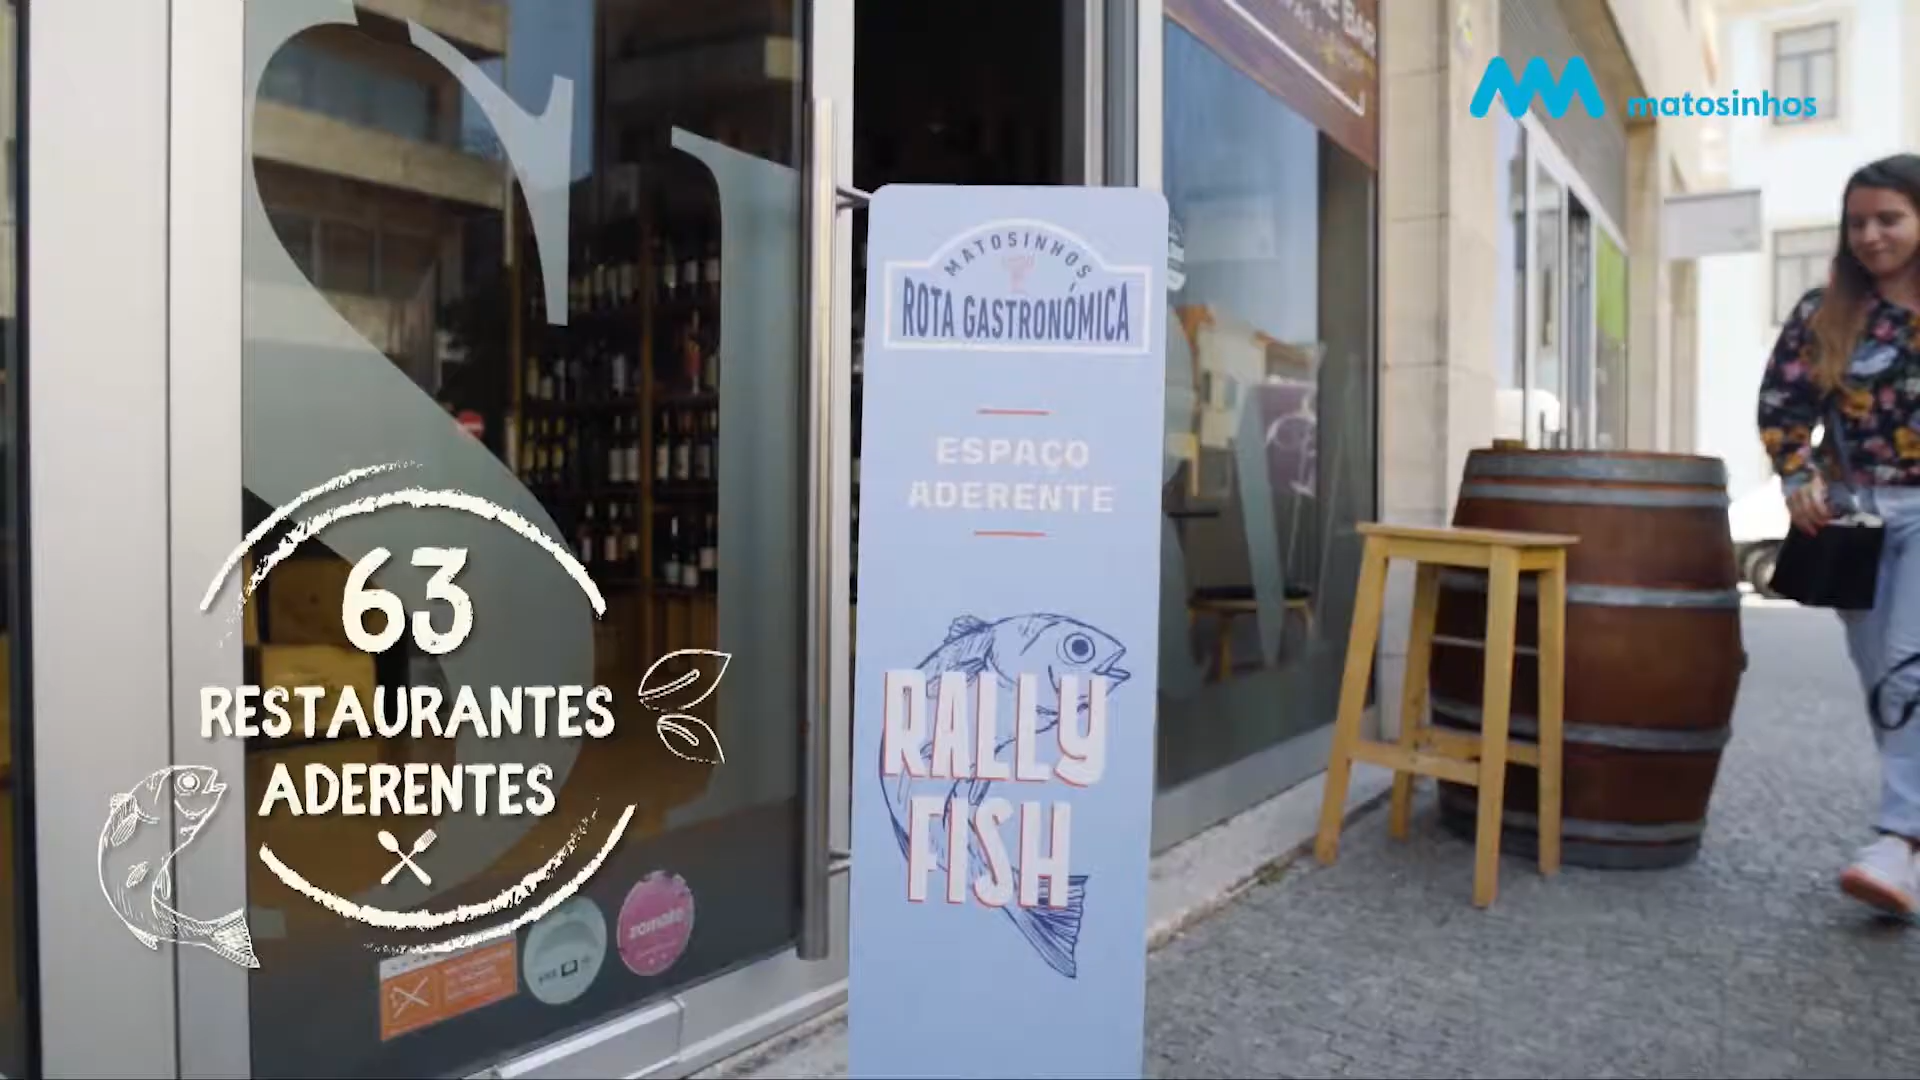 matosinhos
MATOSINHOS
ROTA GASTRONÓMICA
ESPAÇO
ADERENTE
RALLY
FISH
63
RESTAURANTES
ADERENTES
zomato